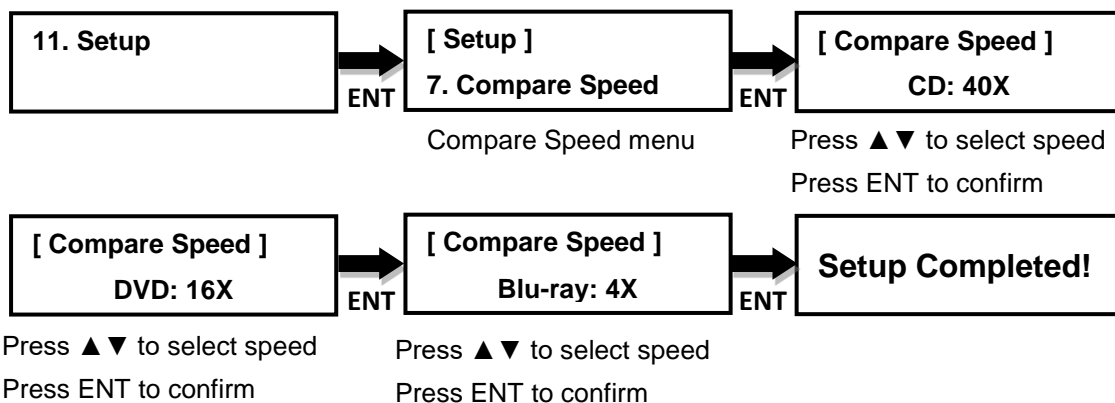 11. Setup
ENT
[ Setup ]
7. Compare Speed
Compare Speed menu
ENT
[ Compare Speed ]
CD: 40X
Press ▲▼ to select speed
Press ENT to confirm
[ Compare Speed ]
DVD: 16X
Press ▲▼ to select speed
Press ENT to confirm
ENT
[ Compare Speed ]
Blu-ray: 4X
Press ▲▼ to select speed
Press ENT to confirm
ENT
Setup Completed!